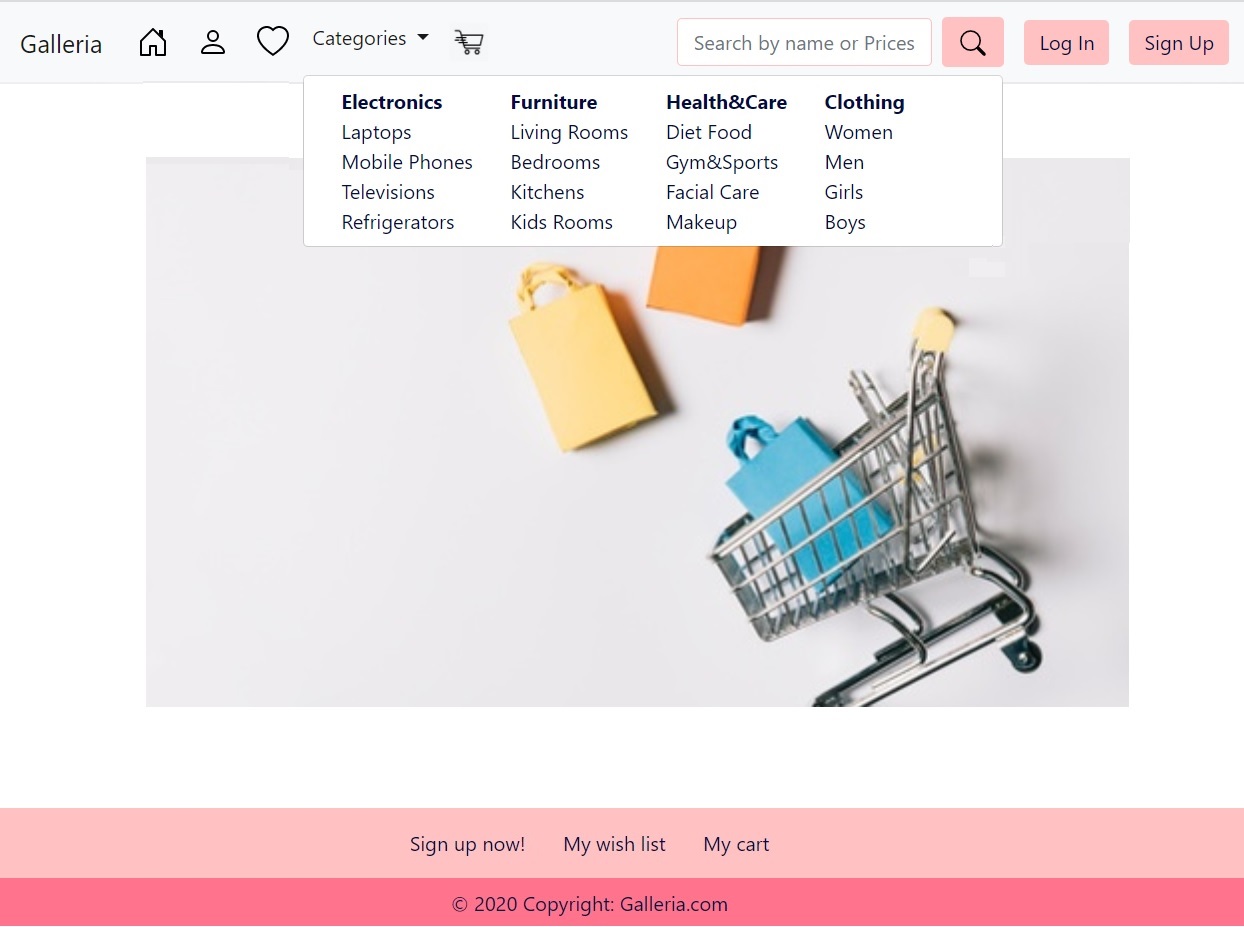 Galleria Categories Search by name or Prices Log In Sign Up
Electronics Furniture Health&Care Clothing
Laptops Living Rooms Diet Food Women
Mobile Phones Bedrooms Gym&Sports Men
Televisions Kitchens Facial Care Girls
Refrigerators Kids Rooms Makeup Boys
Sign up now! My wish list My cart
© 2020 Copyright: Galleria.com